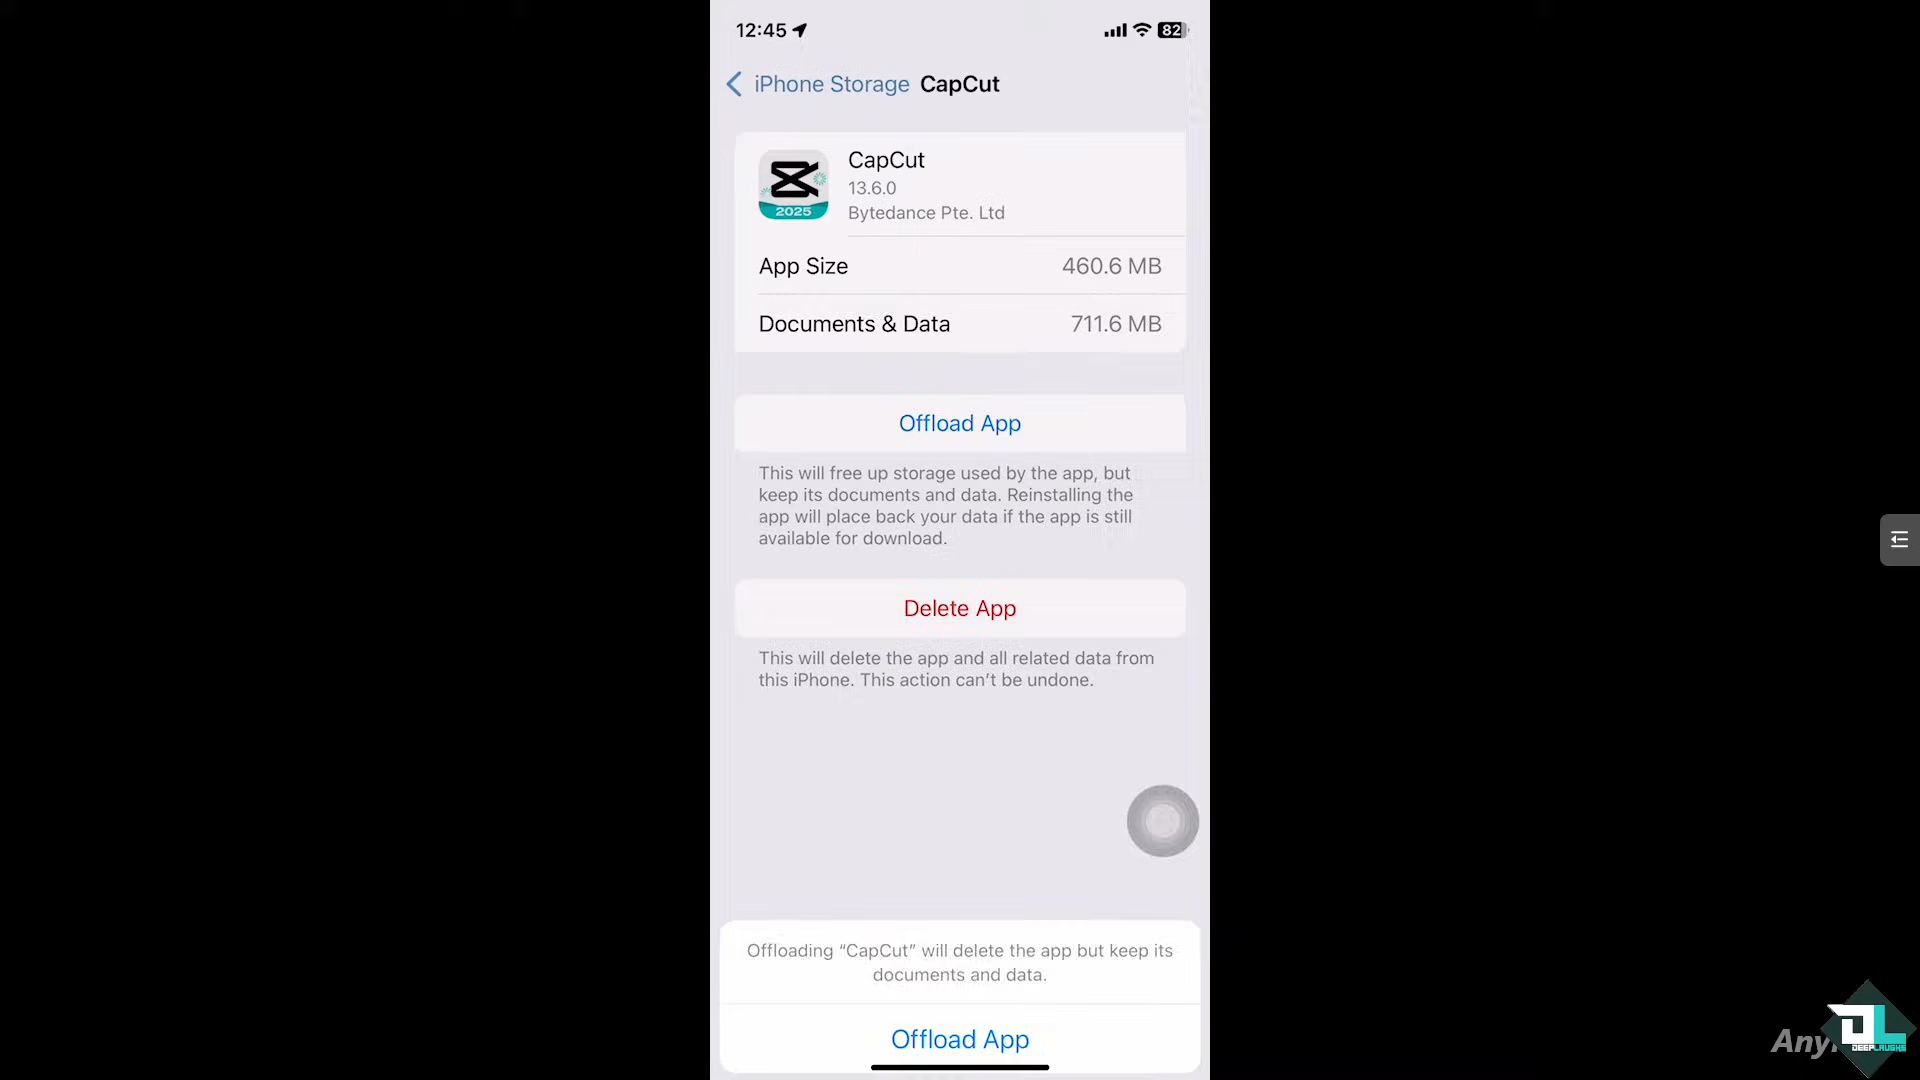 12:45
82
iPhone Storage CapCut
CapCut
13.6.0
Bytedance Pte. Ltd
2025
App Size 460.6 MB
Documents & Data 711.6 MB
Offload App
This will free up storage used by the app, but
keep its documents and data. Reinstalling the
app will place back your data if the app is still
available for download.
Delete App
This will delete the app and all related data from
this iPhone. This action can’t be undone.
Offloading “CapCut” will delete the app but keep its
documents and data.
Offload App
Any
DL
DEEPLAUGHS